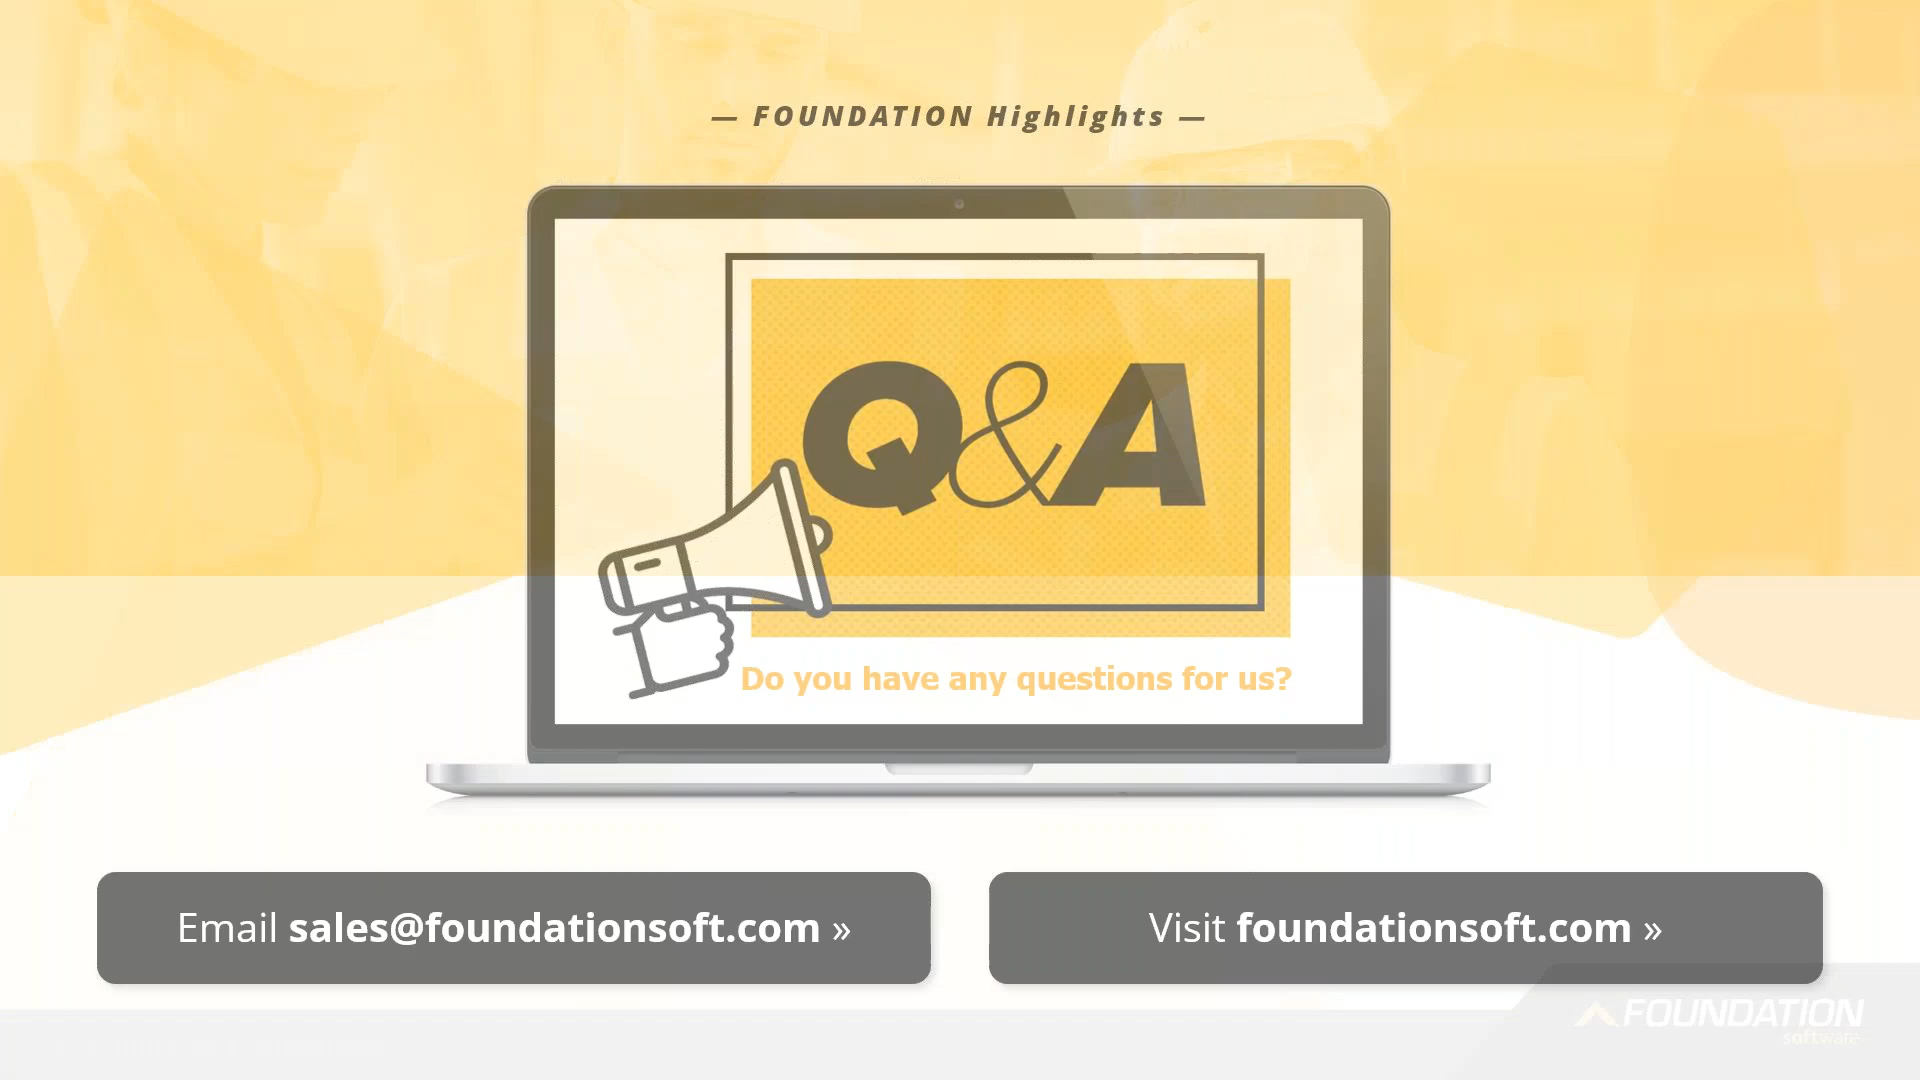 — FOUNDATION Highlights —
Q&A
Do you have any questions for us?
Email sales@foundationsoft.com »
Visit foundationsoft.com »
FOUNDATION
software